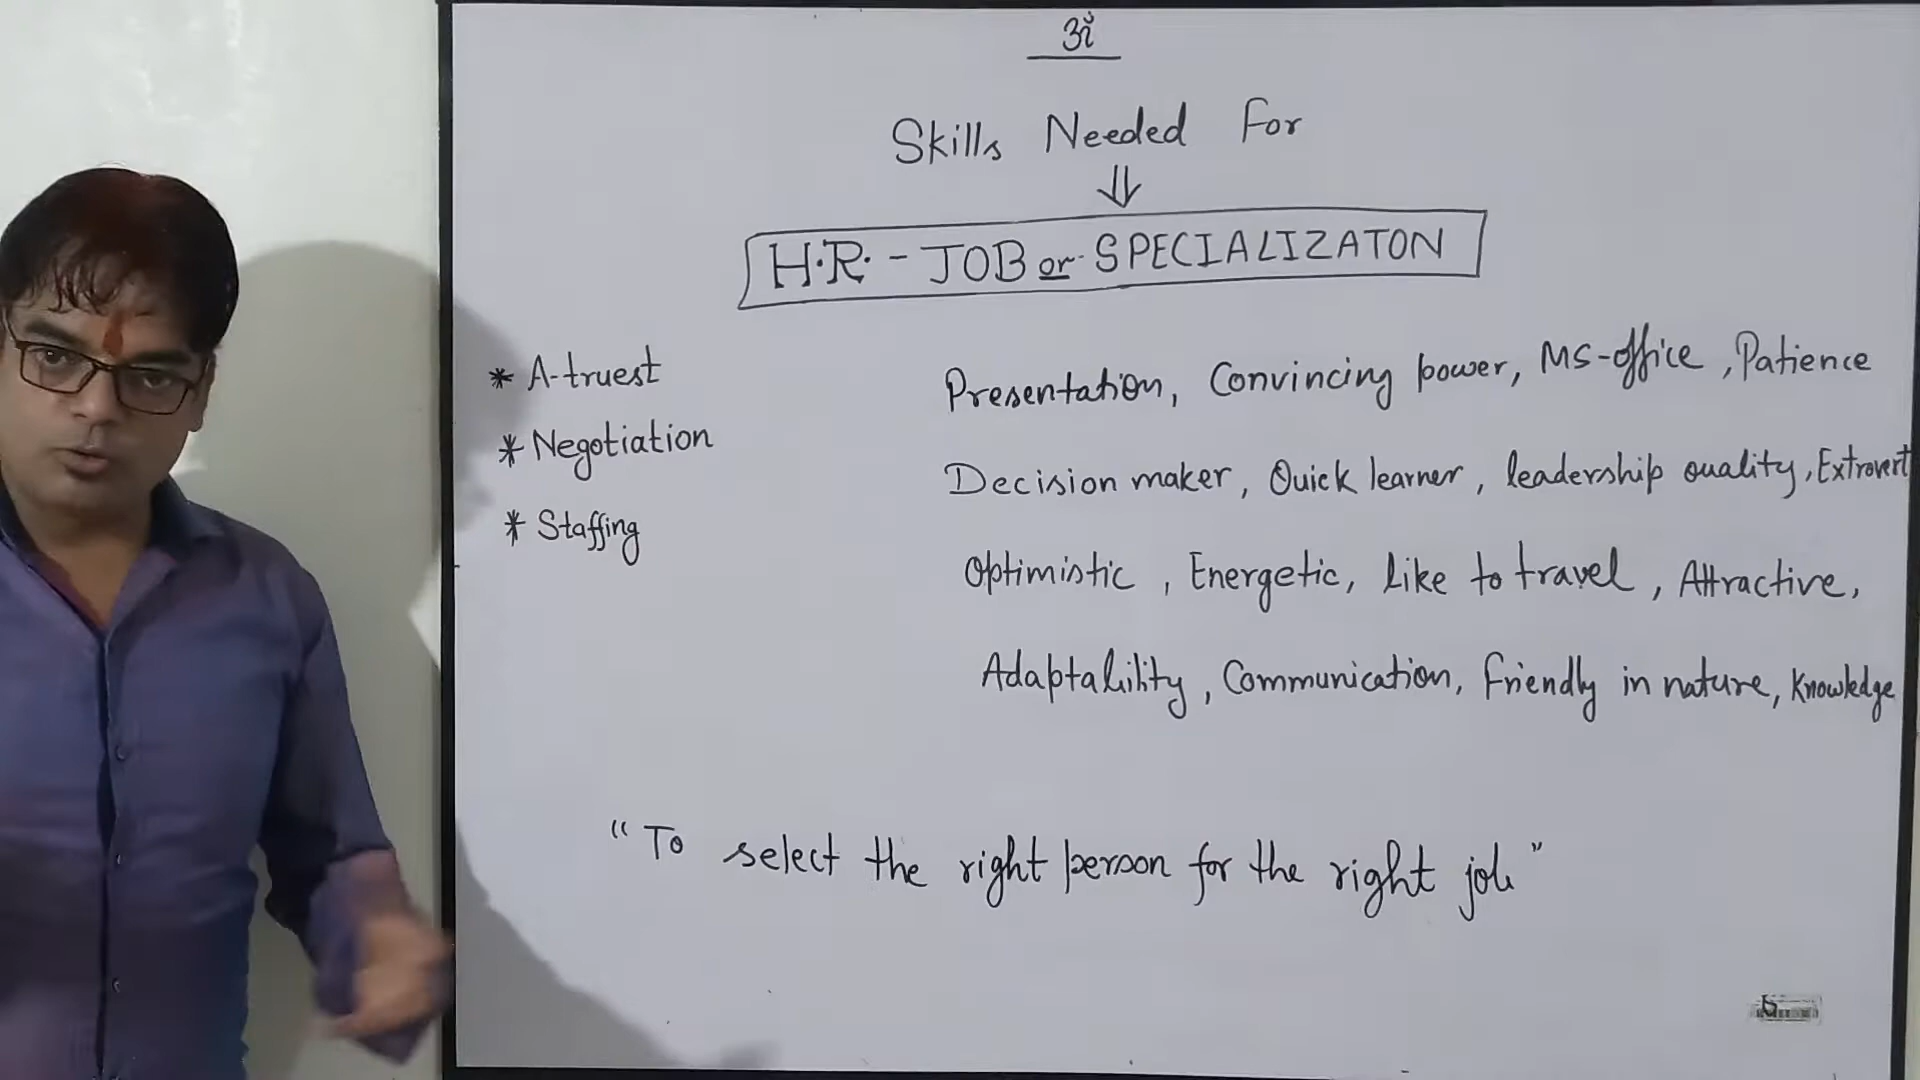 ॐ
Skills Needed For
H.R. - JOB or SPECIALIZATON
* A-truest
* Negotiation
* Staffing
Presentation, Convincing power, MS-office, Patience
Decision maker, Quick learner, leadership quality, Extrovert
Optimistic, Energetic, like to travel, Attractive,
Adaptability, Communication, Friendly in nature, Knowledge
"To select the right person for the right job"